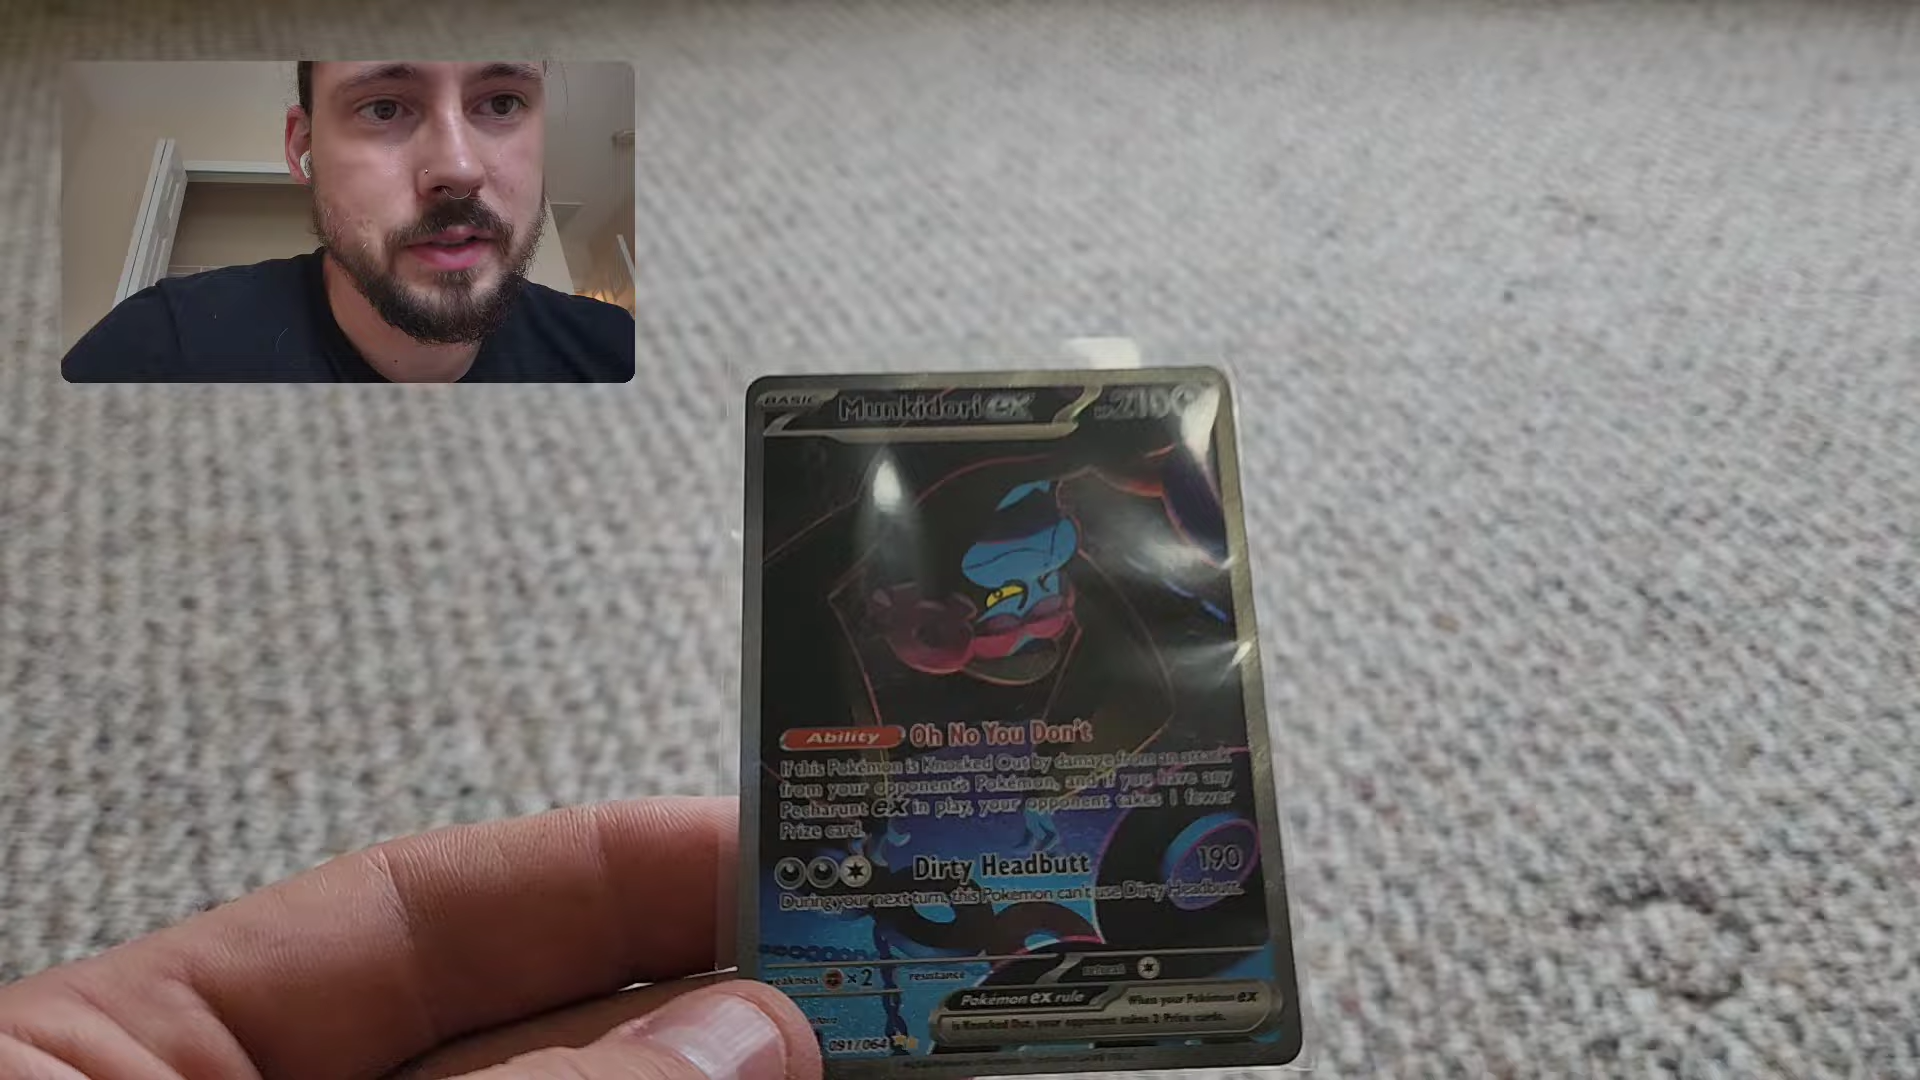 BASIC Munkidori ex
Ability Oh No You Don't
If this Pokémon is Knocked Out by damage from an attack
from your opponent's Pokémon, and if you have any
Pecharunt ex in play, your opponent takes 1 fewer
Prize card.
Dirty Headbutt 190
During your next turn, this Pokémon can't use Dirty Headbutt.
weakness ×2 resistance retreat
Pokémon ex rule When your Pokémon ex
is Knocked Out, your opponent takes 2 Prize cards.
091/064